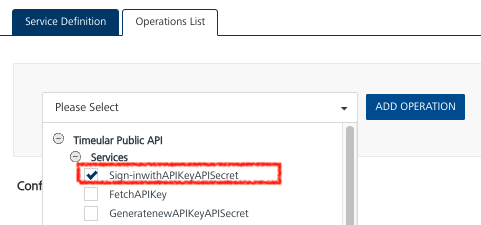 Service Definition
Operations List
Please Select
ADD OPERATION
Timeular Public API
Services
Sign-inwithAPIKeyAPISecret
FetchAPIKey
GeneratenewAPIKeyAPISecret
Conf